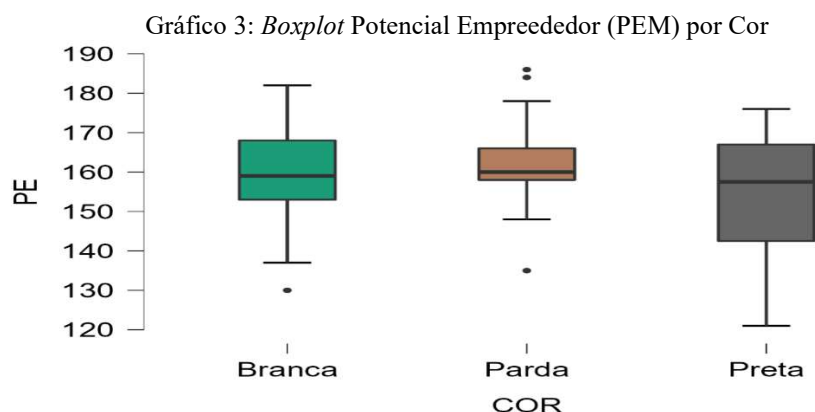 Gráfico 3: Boxplot Potencial Empreededor (PEM) por Cor
190
180
170
160
150
140
130
120
PE
Branca
Parda
Preta
COR